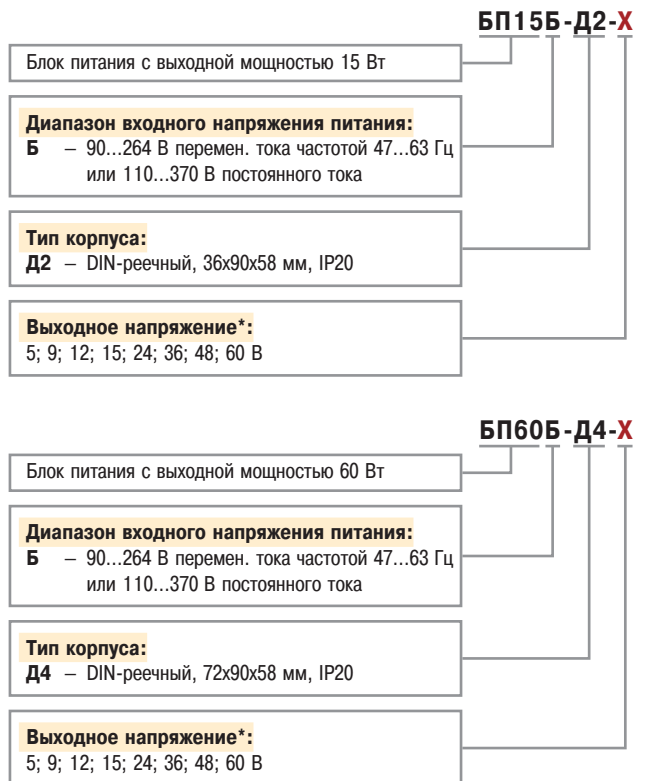 БП15Б-Д2-Х
Блок питания с выходной мощностью 15 Вт
Диапазон входного напряжения питания:
Б – 90...264 В перемен. тока частотой 47...63 Гц
или 110...370 В постоянного тока
Тип корпуса:
Д2 – DIN-реечный, 36х90х58 мм, IP20
Выходное напряжение*:
5; 9; 12; 15; 24; 36; 48; 60 В
БП60Б-Д4-Х
Блок питания с выходной мощностью 60 Вт
Диапазон входного напряжения питания:
Б – 90...264 В перемен. тока частотой 47...63 Гц
или 110...370 В постоянного тока
Тип корпуса:
Д4 – DIN-реечный, 72х90х58 мм, IP20
Выходное напряжение*:
5; 9; 12; 15; 24; 36; 48; 60 В